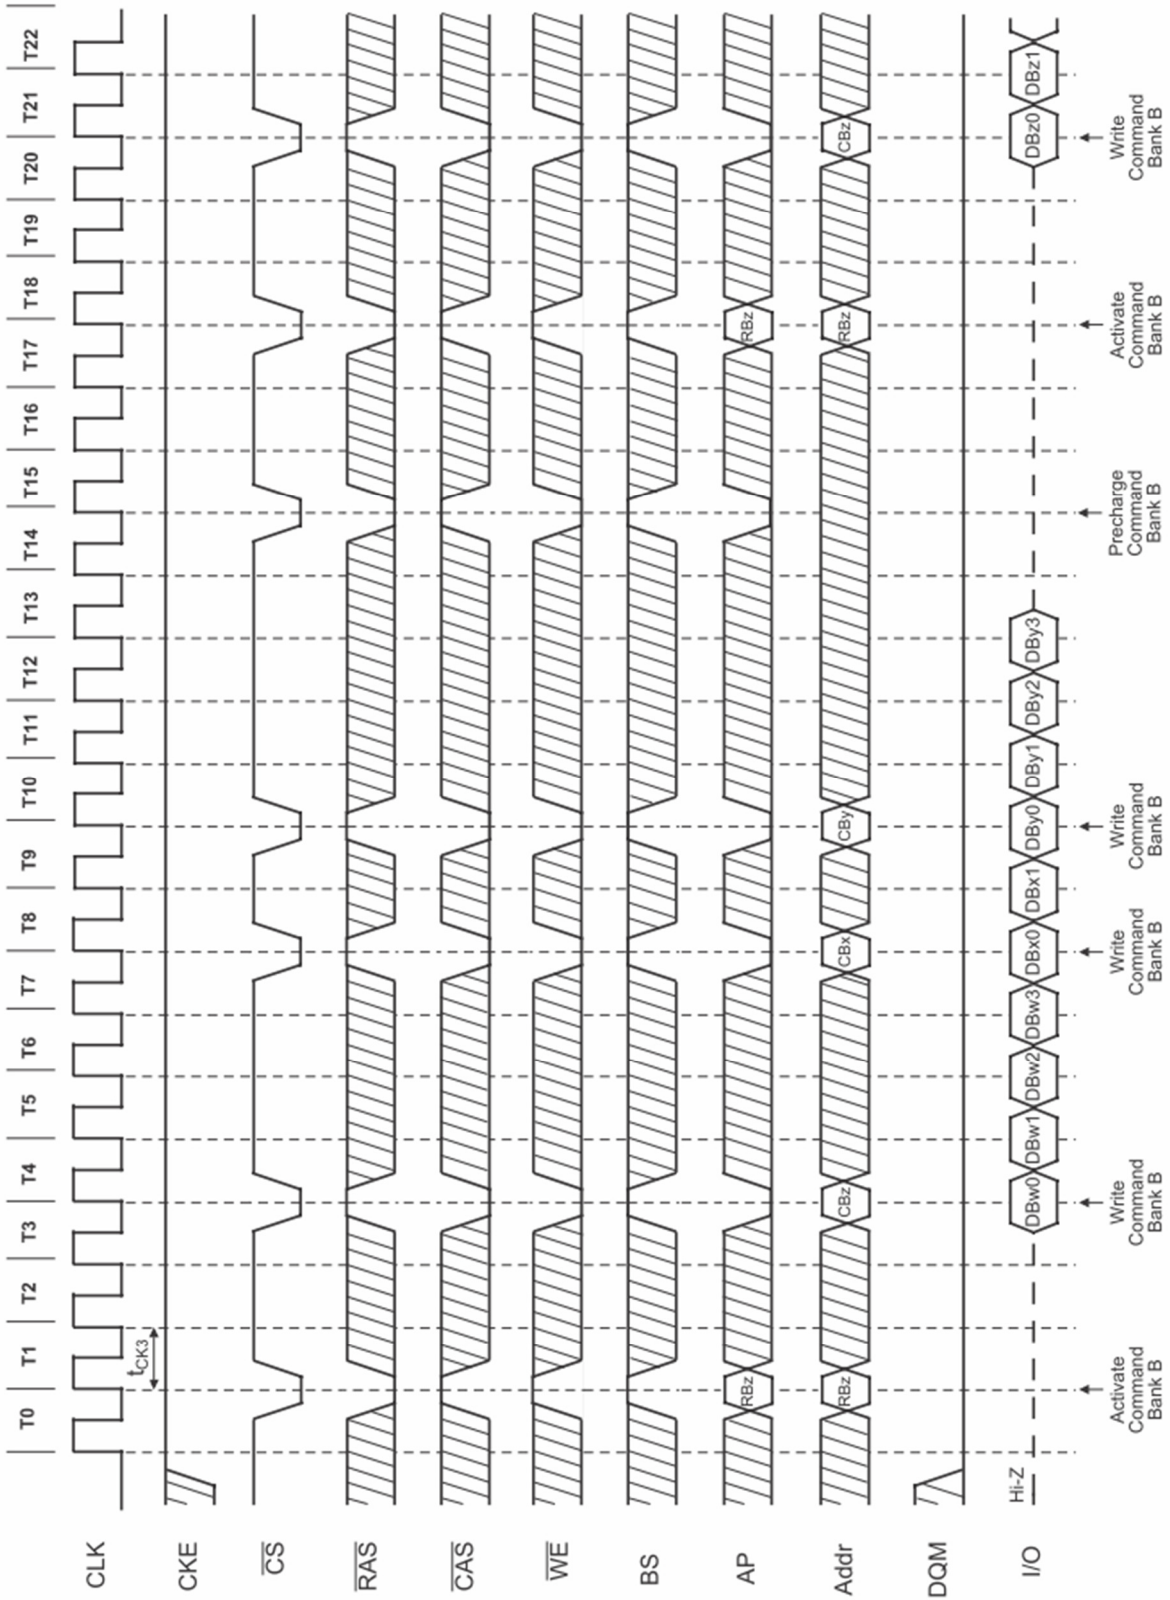 T0 T1 T2 T3 T4 T5 T6 T7 T8 T9 T10 T11 T12 T13 T14 T15 T16 T17 T18 T19 T20 T21 T22
CLK
tCK3
CKE
CS
RAS
CAS
WE
BS
AP RBz RBz
Addr RBz CBz CBx CBy RBz CBz
DQM
I/O Hi-Z DBw0 DBw1 DBw2 DBw3 DBx0 DBx1 DBy0 DBy1 DBy2 DBy3 DBz0 DBz1
Activate
Command
Bank B
Write
Command
Bank B
Write
Command
Bank B
Write
Command
Bank B
Precharge
Command
Bank B
Activate
Command
Bank B
Write
Command
Bank B